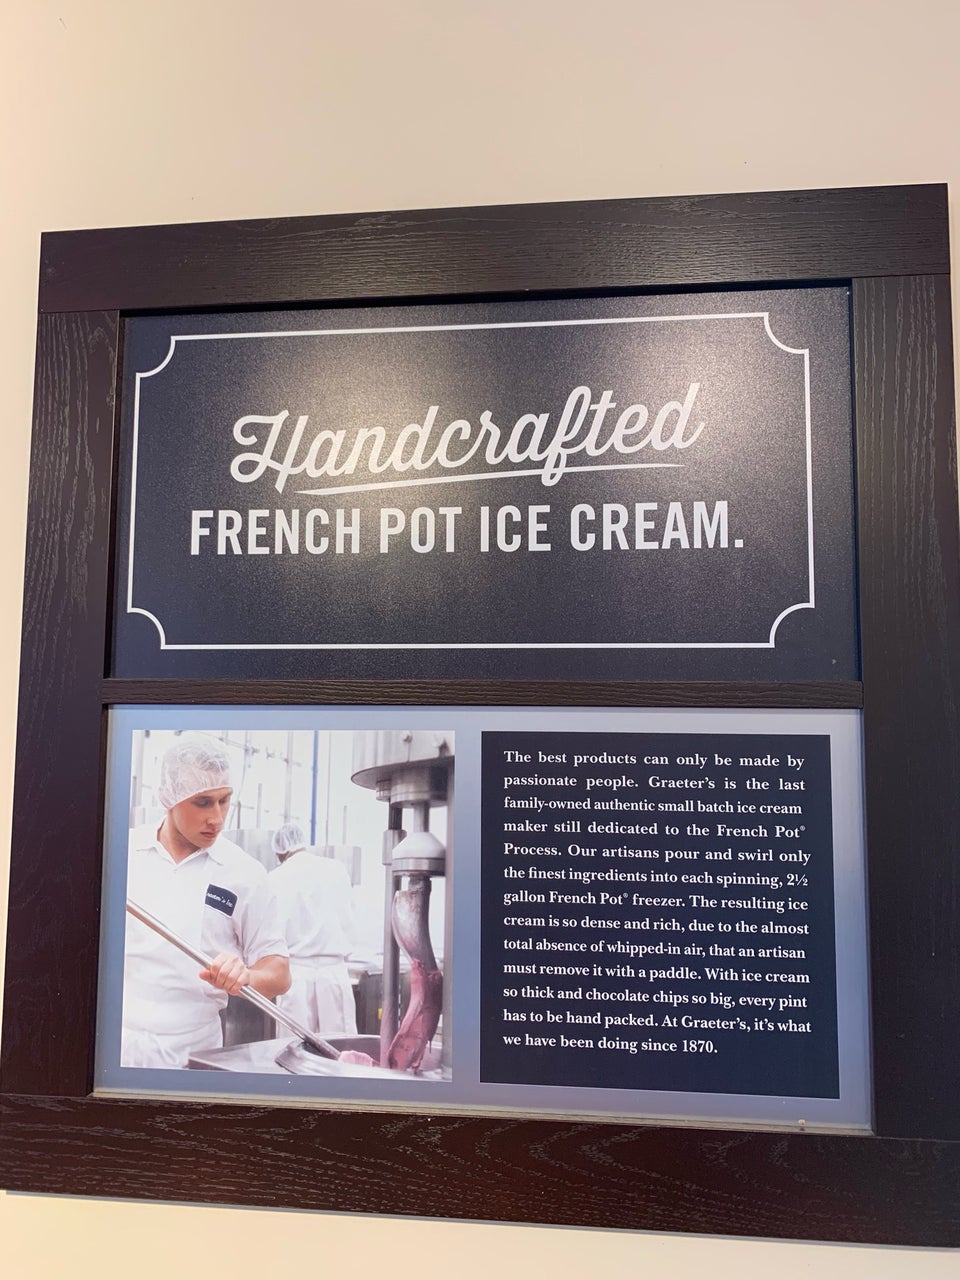 Handcrafted
FRENCH POT ICE CREAM.
The best products can only be made by
passionate people. Graeter's is the last
family-owned authentic small batch ice cream
maker still dedicated to the French Pot®
Process. Our artisans pour and swirl only
the finest ingredients into each spinning, 2½
gallon French Pot® freezer. The resulting ice
cream is so dense and rich, due to the almost
total absence of whipped-in air, that an artisan
must remove it with a paddle. With ice cream
so thick and chocolate chips so big, every pint
has to be hand packed. At Graeter's, it's what
we have been doing since 1870.